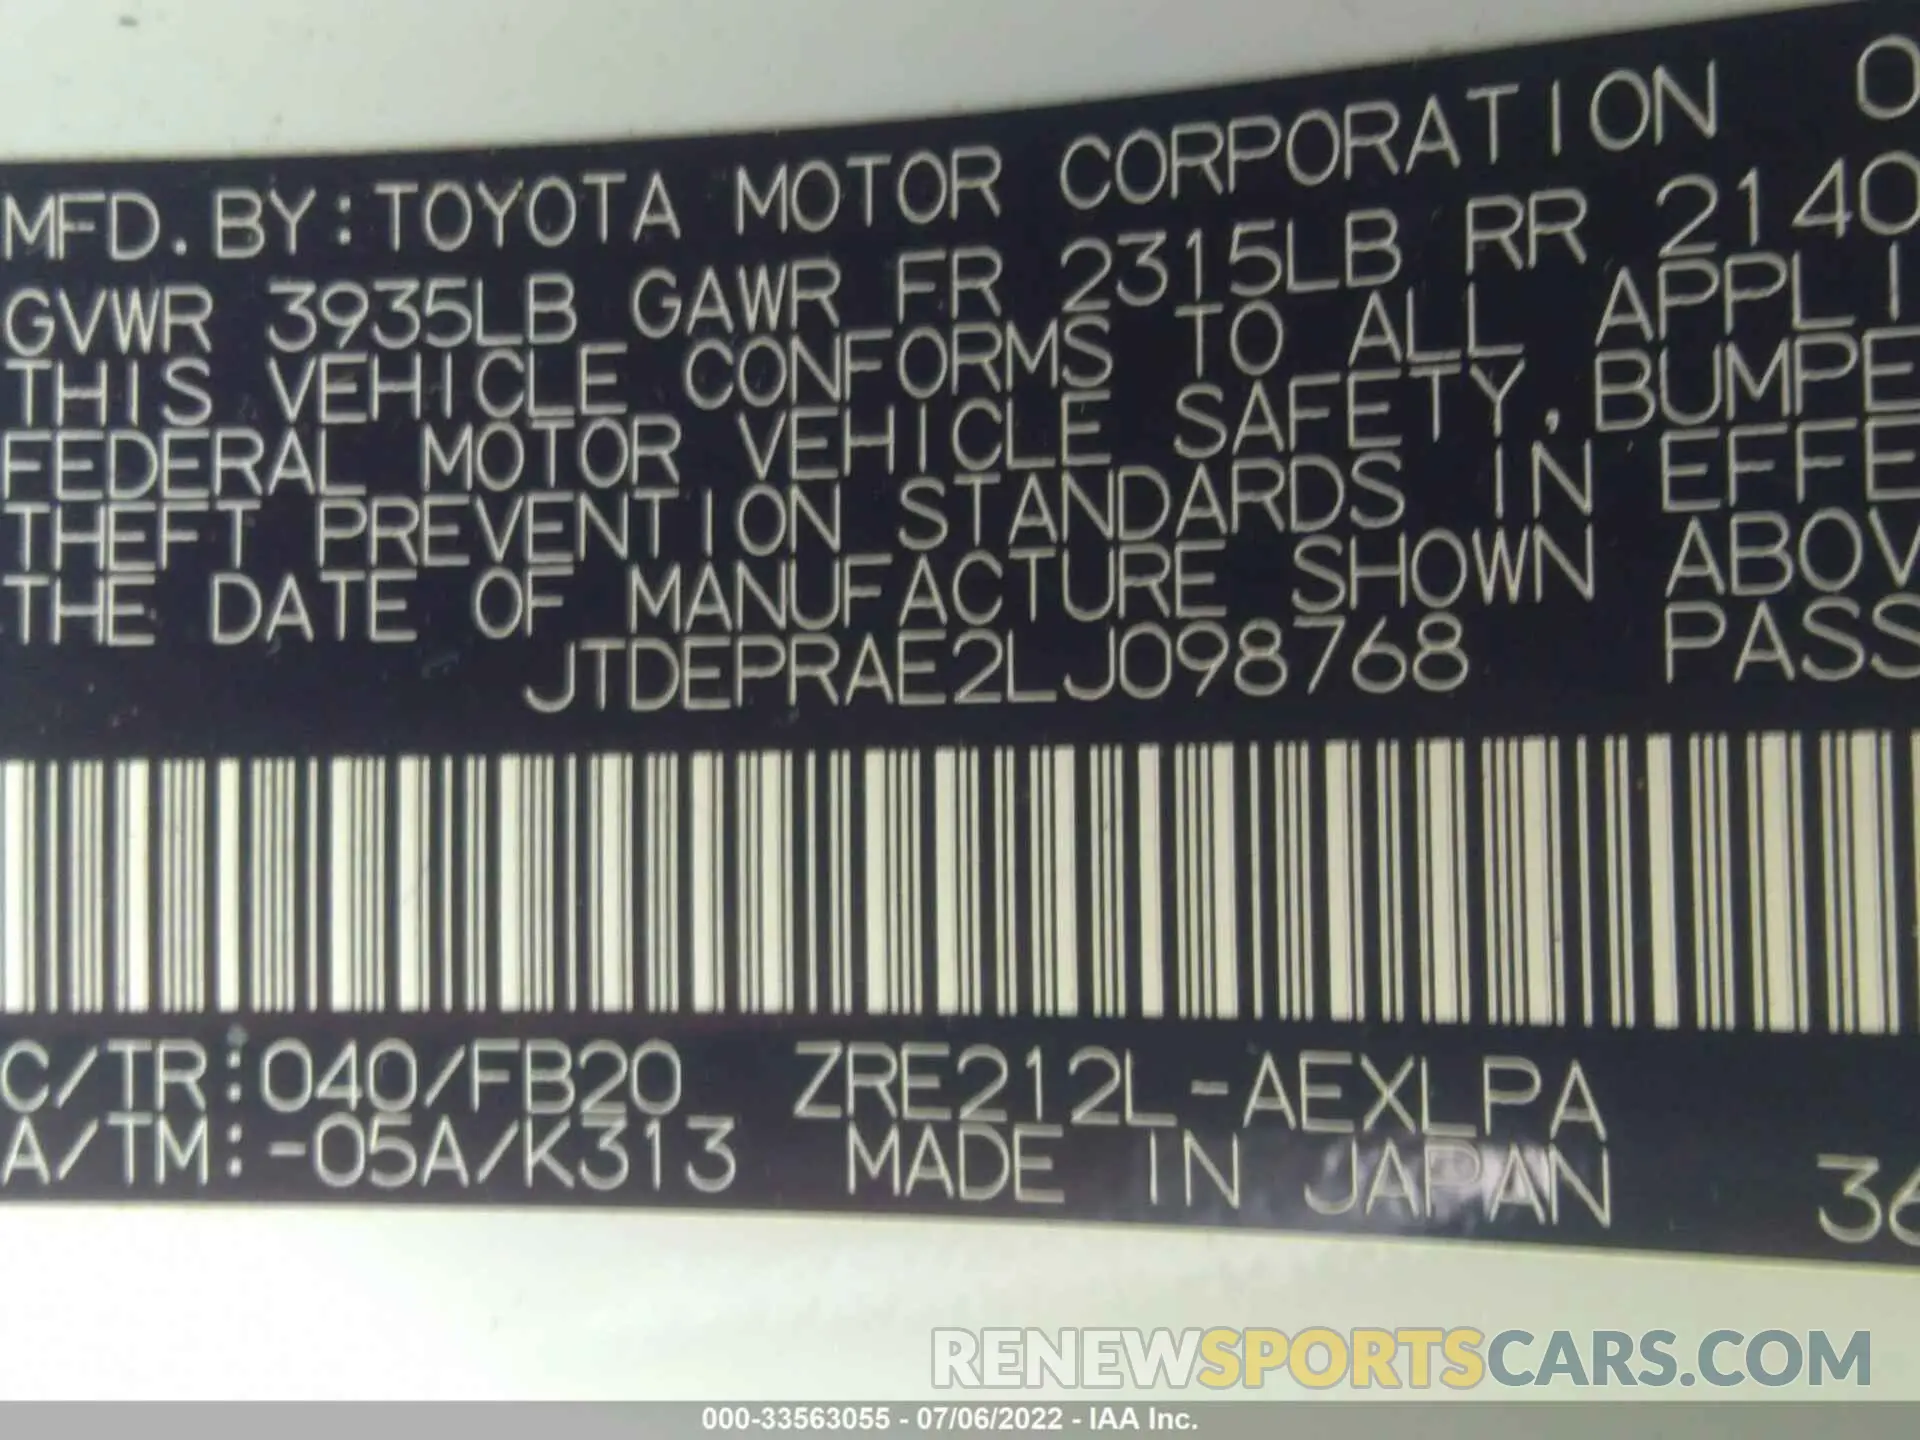 MFD. BY: TOYOTA MOTOR CORPORATION 0
GVWR 3935LB GAWR FR 2315LB RR 2140
THIS VEHICLE CONFORMS TO ALL APPLI
FEDERAL MOTOR VEHICLE SAFETY, BUMPE
THEFT PREVENTION STANDARDS IN EFFE
THE DATE OF MANUFACTURE SHOWN ABOV
JTDEPRAE2LJ098768 PASS
C/TR:040/FB20 ZRE212L-AEXLPA
A/TM:-05A/K313 MADE IN JAPAN 36
RENEWSPORTSCARS.COM
000-33563055 - 07/06/2022 - IAA Inc.